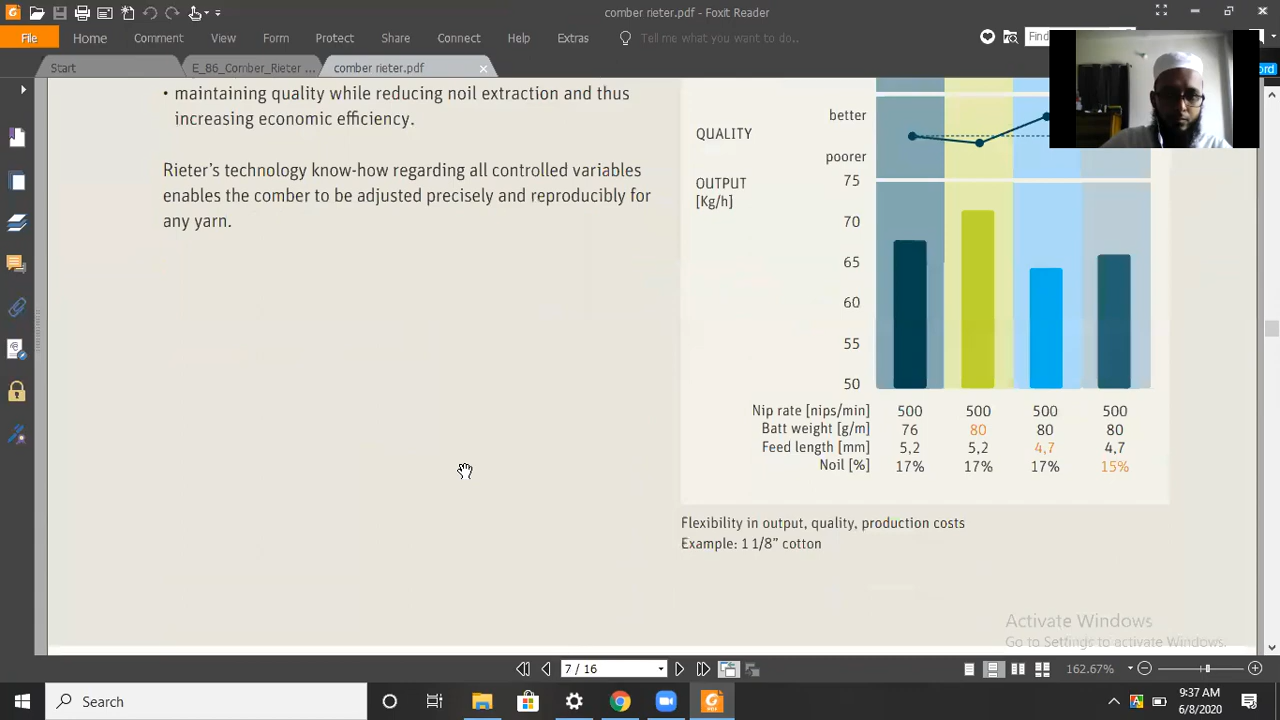 comber rieter.pdf - Foxit Reader
File
Home
Comment
View
Form
Protect
Share
Connect
Help
Extras
Tell me what you want to do..
Find
Start
E_86_Comber_Rieter ...
comber rieter.pdf
• maintaining quality while reducing noil extraction and thus
increasing economic efficiency.
Rieter's technology know-how regarding all controlled variables
enables the comber to be adjusted precisely and reproducibly for
any yarn.
better
QUALITY
poorer
OUTPUT
[Kg/h]
75
70
65
60
55
50
Nip rate [nips/min] 500 500 500 500
Batt weight [g/m] 76 80 80 80
Feed length [mm] 5,2 5,2 4,7 4,7
Noil [%] 17% 17% 17% 15%
Flexibility in output, quality, production costs
Example: 1 1/8" cotton
Activate Windows
Go to Settings to activate Windows.
7 / 16
162.67%
Search
9:37 AM
6/8/2020